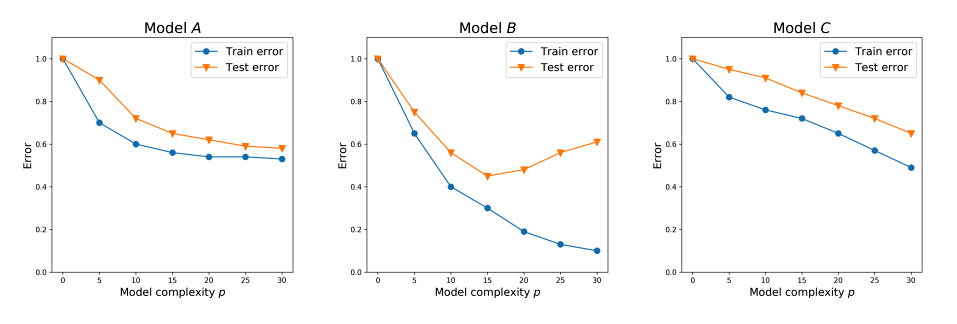 Model A
Train error
Test error
1.0
0.8
0.6
0.4
0.2
0.0
Error
0 5 10 15 20 25 30
Model complexity p
Model B
Train error
Test error
1.0
0.8
0.6
0.4
0.2
0.0
Error
0 5 10 15 20 25 30
Model complexity p
Model C
Train error
Test error
1.0
0.8
0.6
0.4
0.2
0.0
Error
0 5 10 15 20 25 30
Model complexity p